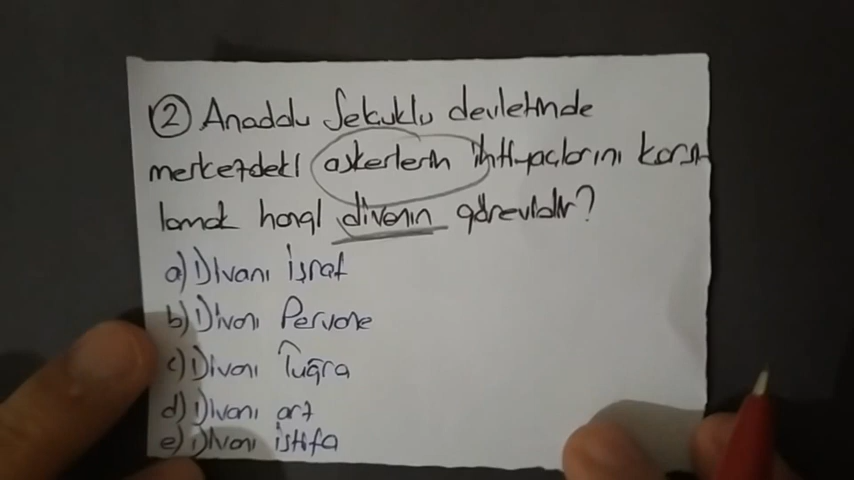 ② Anadolu Selçuklu devletinde
merkezdeki askerlerin ihtiyaçlarını karşı
lamak hangi divanın görevidir?
a) Divanı işraf
b) Divanı Pervane
c) Divanı Tuğra
d) Divanı arz
e) Divanı istifa